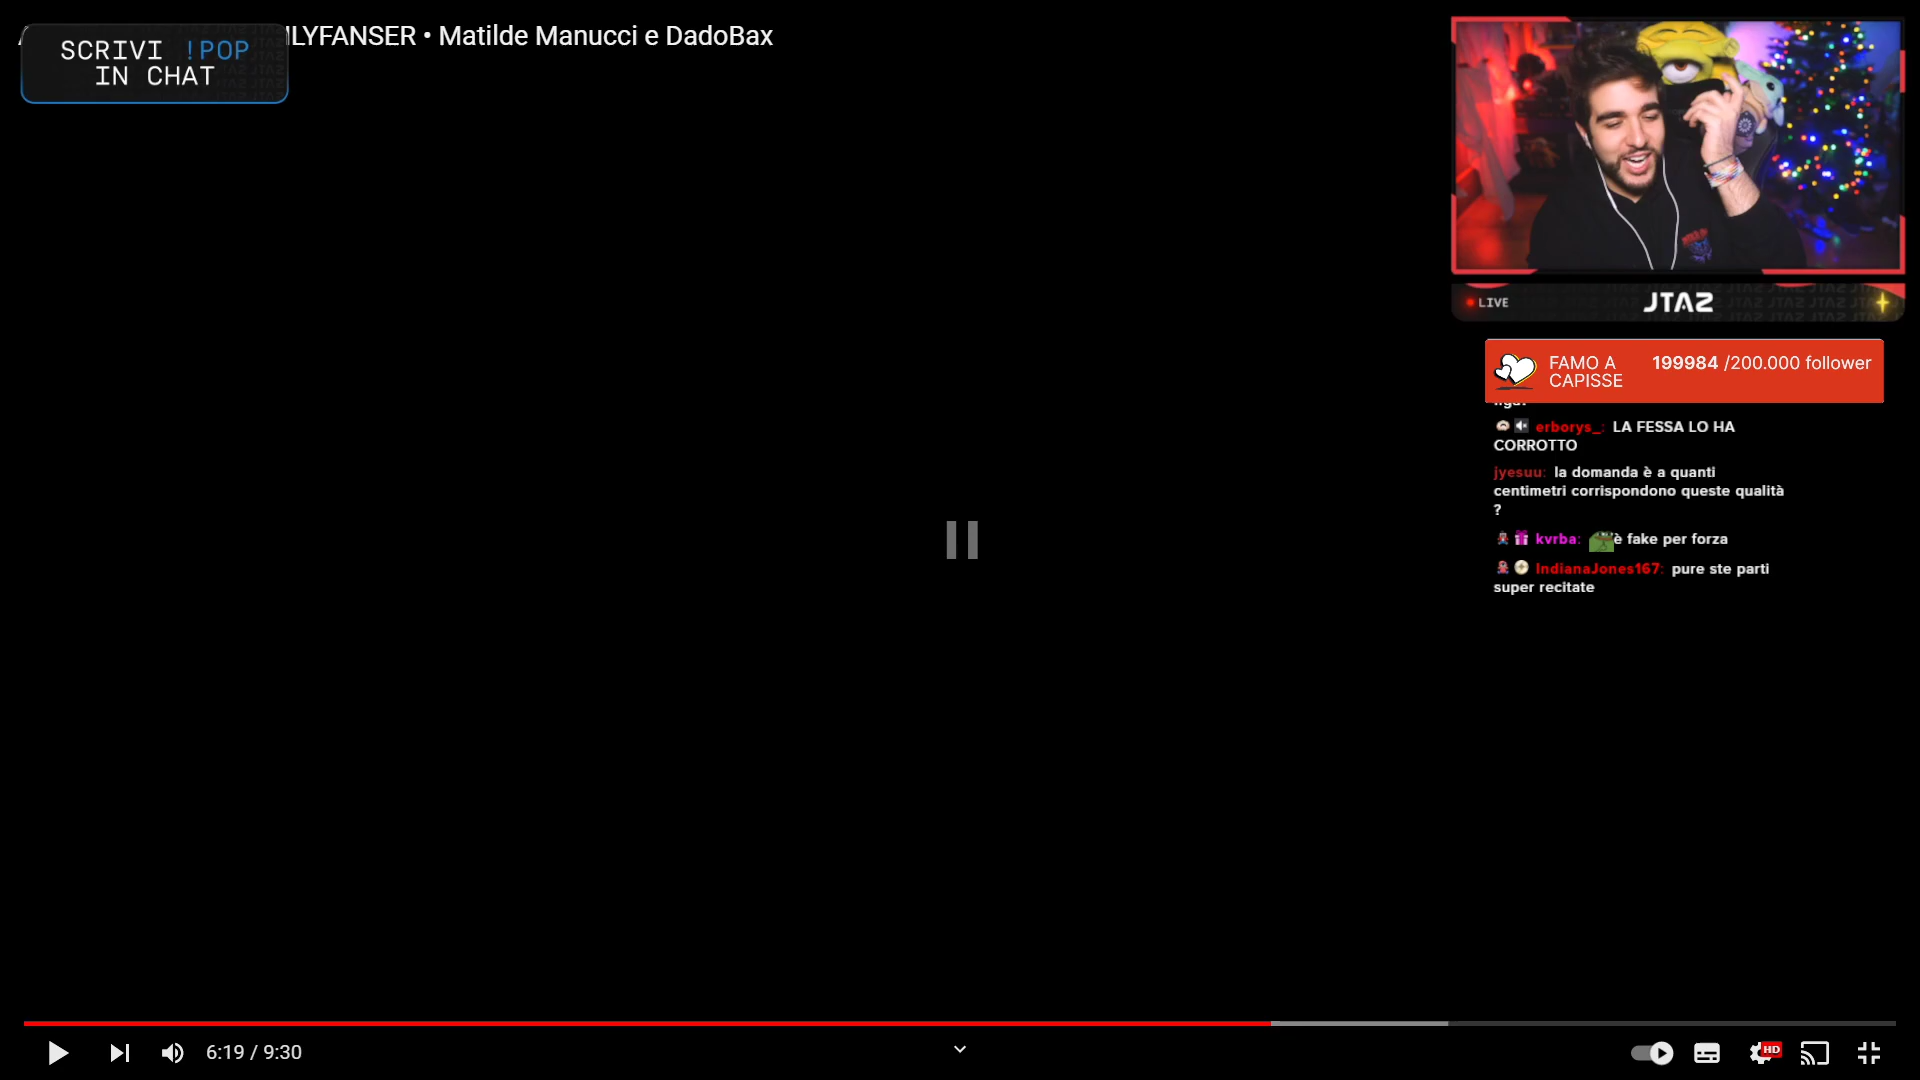 ILYFANSER • Matilde Manucci e DadoBax
SCRIVI !POP
IN CHAT
LIVE
JTAZ
FAMO A
CAPISSE
199984 /200.000 follower
erborys_: LA FESSA LO HA
CORROTTO
jyesuu: la domanda è a quanti
centimetri corrispondono queste qualità
?
kvrba: è fake per forza
IndianaJones167: pure ste parti
super recitate
6:19 / 9:30
HD